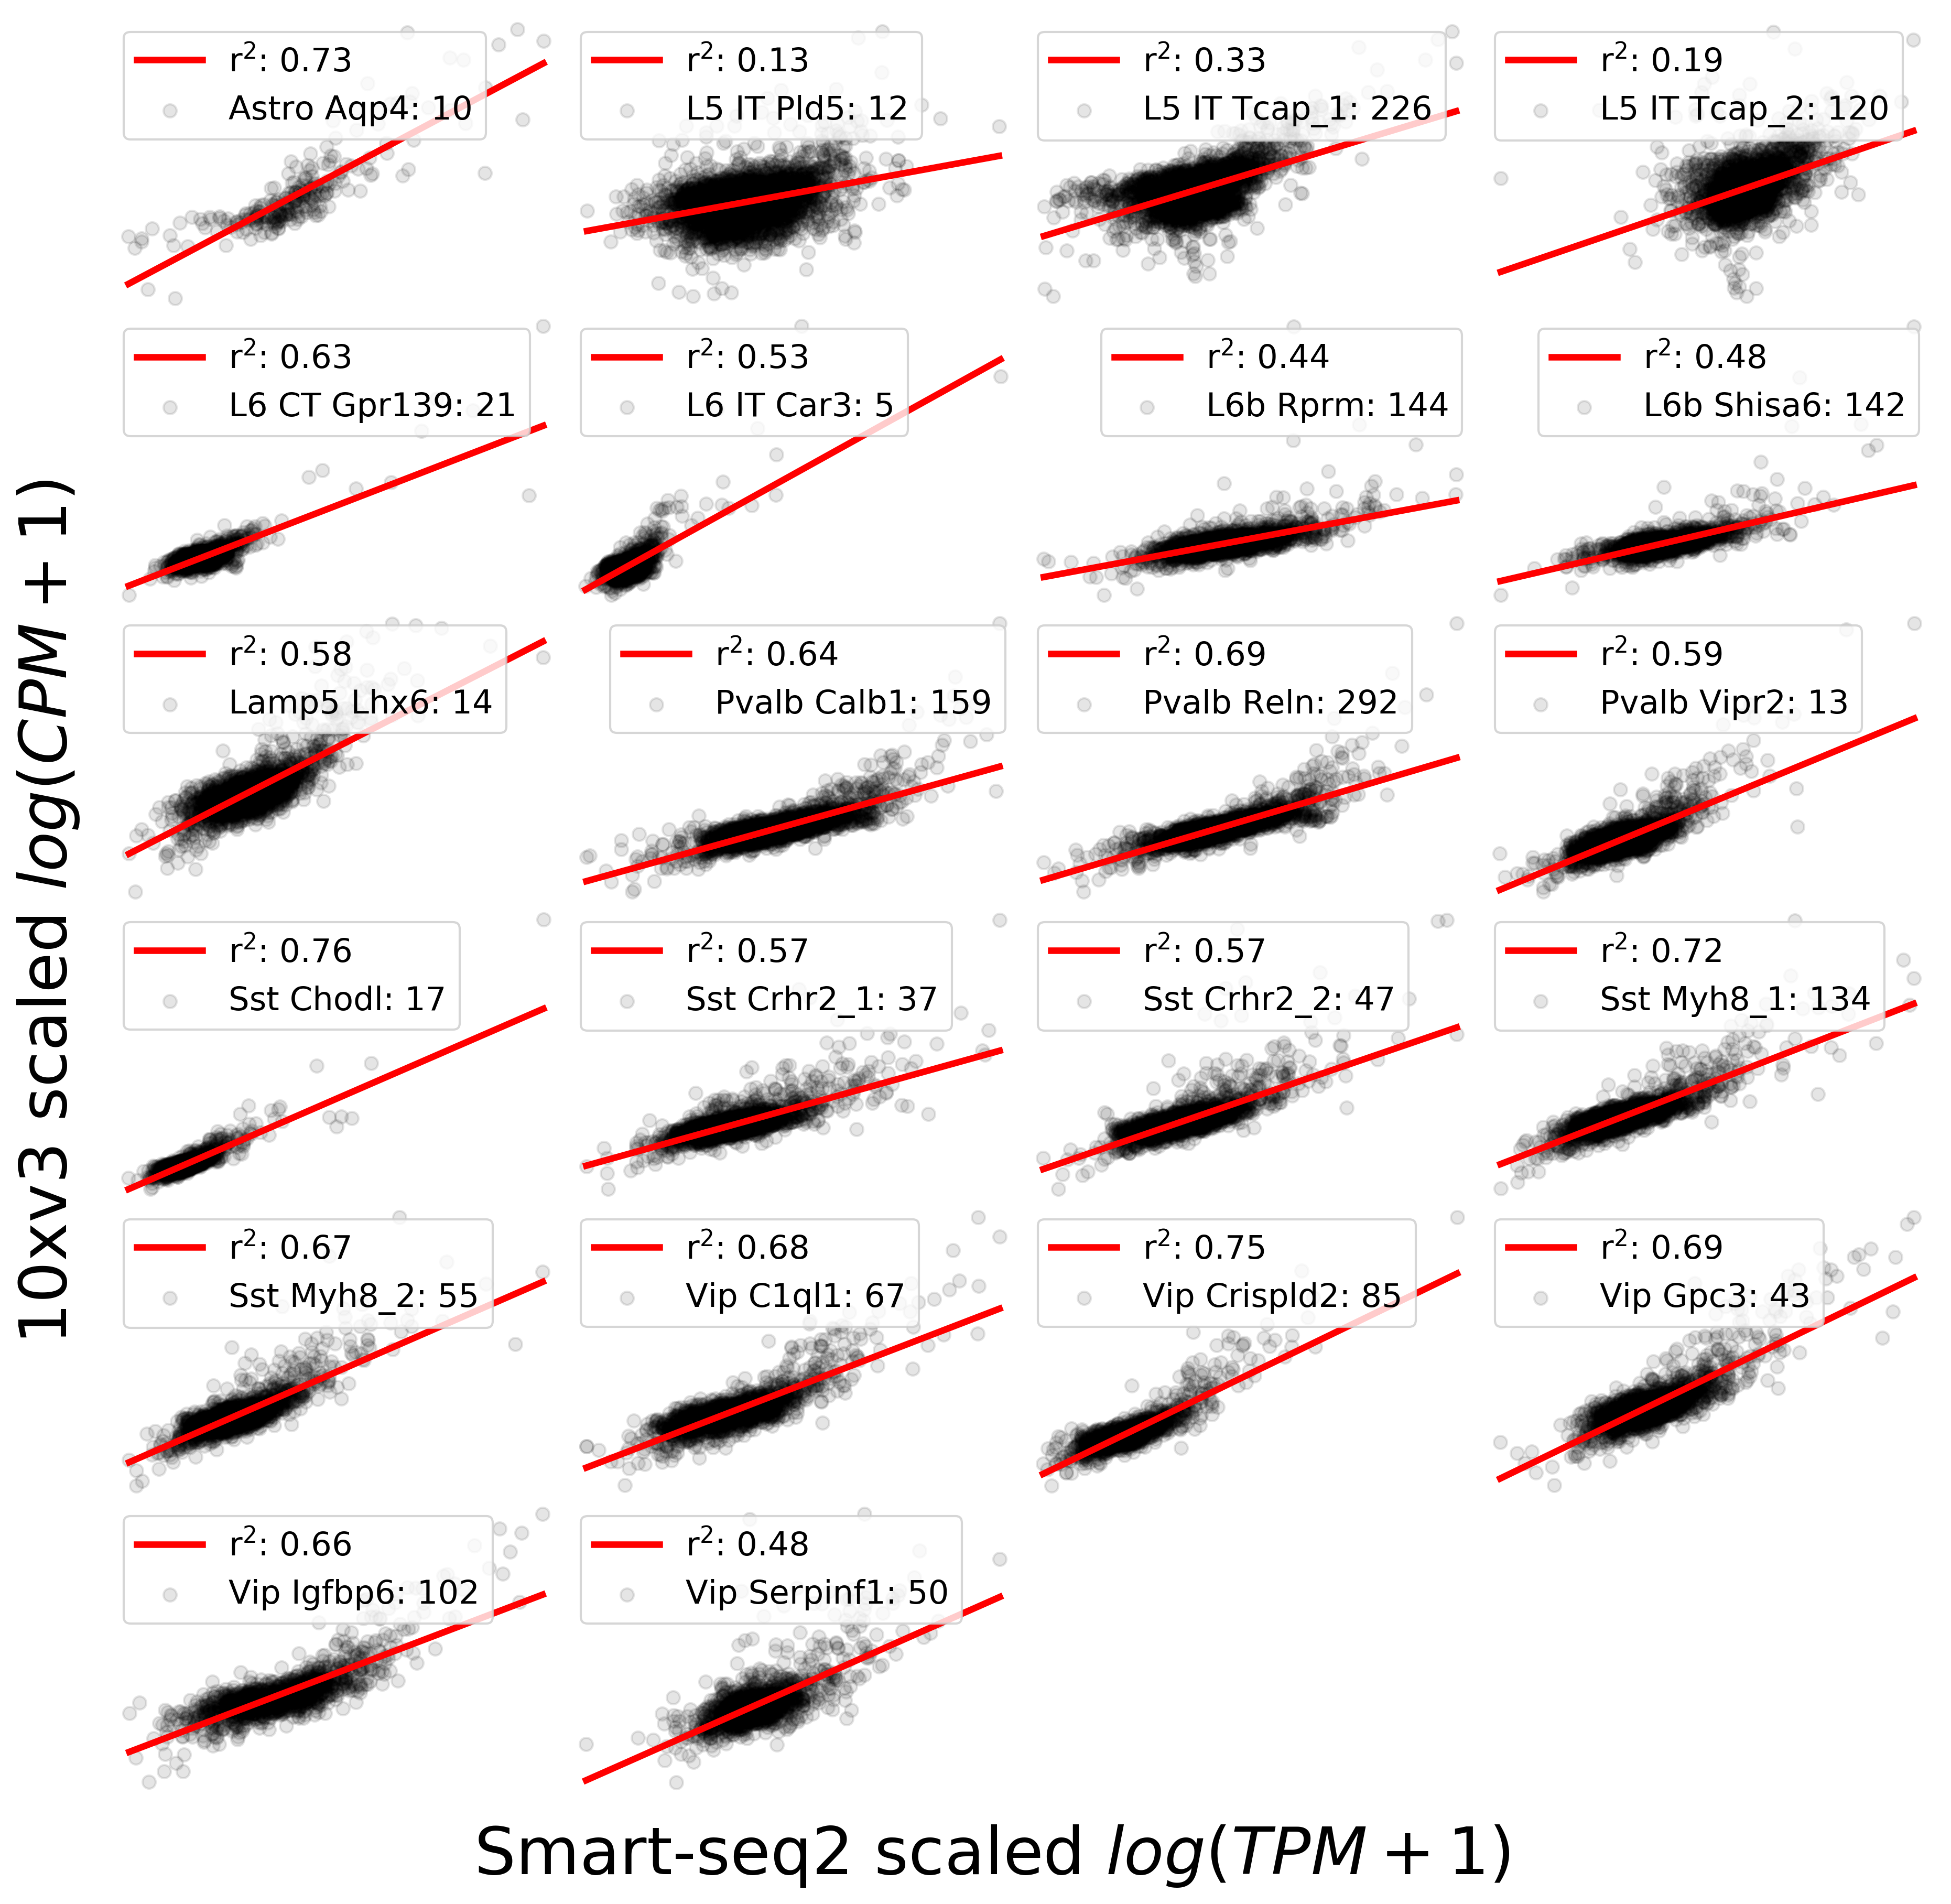 r²: 0.73
Astro Aqp4: 10
r²: 0.13
L5 IT Pld5: 12
r²: 0.33
L5 IT Tcap_1: 226
r²: 0.19
L5 IT Tcap_2: 120
r²: 0.63
L6 CT Gpr139: 21
r²: 0.53
L6 IT Car3: 5
r²: 0.44
L6b Rprm: 144
r²: 0.48
L6b Shisa6: 142
r²: 0.58
Lamp5 Lhx6: 14
r²: 0.64
Pvalb Calb1: 159
r²: 0.69
Pvalb Reln: 292
r²: 0.59
Pvalb Vipr2: 13
r²: 0.76
Sst Chodl: 17
r²: 0.57
Sst Crhr2_1: 37
r²: 0.57
Sst Crhr2_2: 47
r²: 0.72
Sst Myh8_1: 134
r²: 0.67
Sst Myh8_2: 55
r²: 0.68
Vip C1ql1: 67
r²: 0.75
Vip Crispld2: 85
r²: 0.69
Vip Gpc3: 43
r²: 0.66
Vip Igfbp6: 102
r²: 0.48
Vip Serpinf1: 50
10xv3 scaled log(CPM + 1)
Smart-seq2 scaled log(TPM + 1)